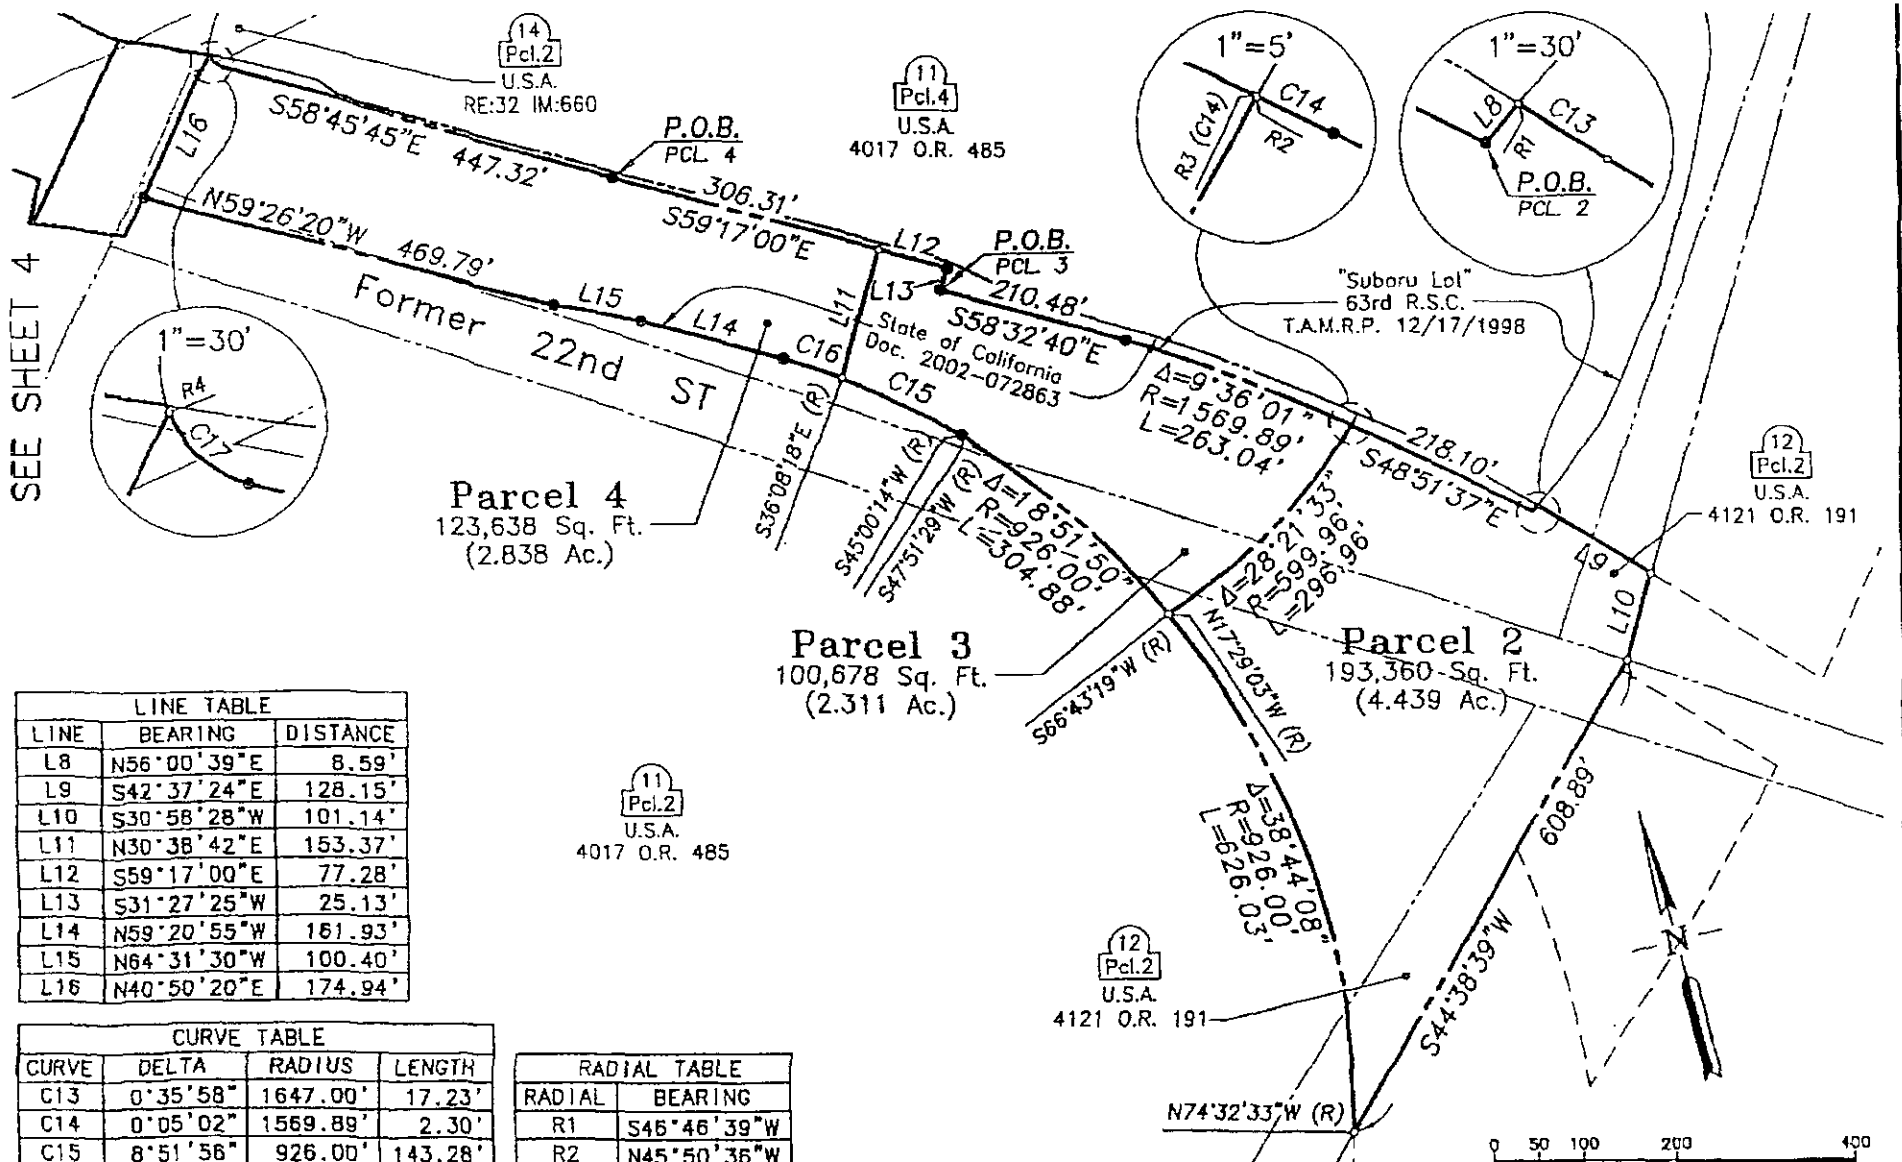 14
Pcl.2
U.S.A.
RE:32 IM:660
11
Pcl.4
U.S.A.
4017 O.R. 485
1"=5'
C14
R2
R3 (C14)
1"=30'
L8
C13
R1
P.O.B.
PCL 2
L16
S58°45'45"E 447.32'
P.O.B.
PCL 4
306.31'
S59°17'00"E
L12
P.O.B.
PCL 3
L13
210.48'
S58°32'40"E
"Subaru Lot"
63rd R.S.C.
T.A.M.R.P. 12/17/1998
N59°26'20"W 469.79'
Former 22nd ST
L15
L14
C16
L11
State of California
Doc. 2002-072863
C15
Δ=9°36'01"
R=1569.89'
L=263.04'
218.10'
S48°51'37"E
12
Pcl.2
U.S.A.
4121 O.R. 191
L9
L10
SEE SHEET 4
1"=30'
R4
C17
Parcel 4
123,638 Sq. Ft.
(2.838 Ac.)
S36°08'18"E (R)
S45°00'14"W (R)
S47°51'29"W (R)
Δ=18°51'50"
R=926.00'
L=304.88'
Δ=28°21'33"
R=599.96'
L=296.96'
Parcel 3
100,678 Sq. Ft.
(2.311 Ac.)
S66°43'19"W (R)
N17°29'03"W (R)
Parcel 2
193,360 Sq. Ft.
(4.439 Ac.)
11
Pcl.2
U.S.A.
4017 O.R. 485
Δ=38°44'08"
R=926.00'
L=626.03'
608.89'
S44°38'39"W
N
12
Pcl.2
U.S.A.
4121 O.R. 191
N74°32'33"W (R)
0 50 100 200 400
LINE TABLE
LINE BEARING DISTANCE
L8 N56°00'39"E 8.59'
L9 S42°37'24"E 128.15'
L10 S30°58'28"W 101.14'
L11 N30°38'42"E 153.37'
L12 S59°17'00"E 77.28'
L13 S31°27'25"W 25.13'
L14 N59°20'55"W 161.93'
L15 N64°31'30"W 100.40'
L16 N40°50'20"E 174.94'
CURVE TABLE
CURVE DELTA RADIUS LENGTH
C13 0°35'58" 1647.00' 17.23'
C14 0°05'02" 1569.89' 2.30'
C15 8°51'56" 926.00' 143.28'
RADIAL TABLE
RADIAL BEARING
R1 S46°46'39"W
R2 N45°50'36"W